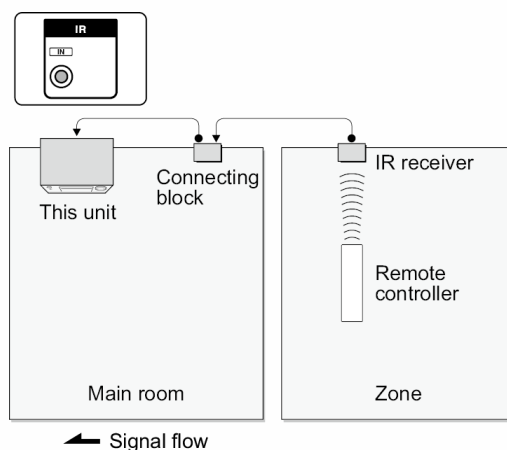 IR
IN
IR receiver
Connecting
block
This unit
Remote
controller
Main room
Zone
Signal flow